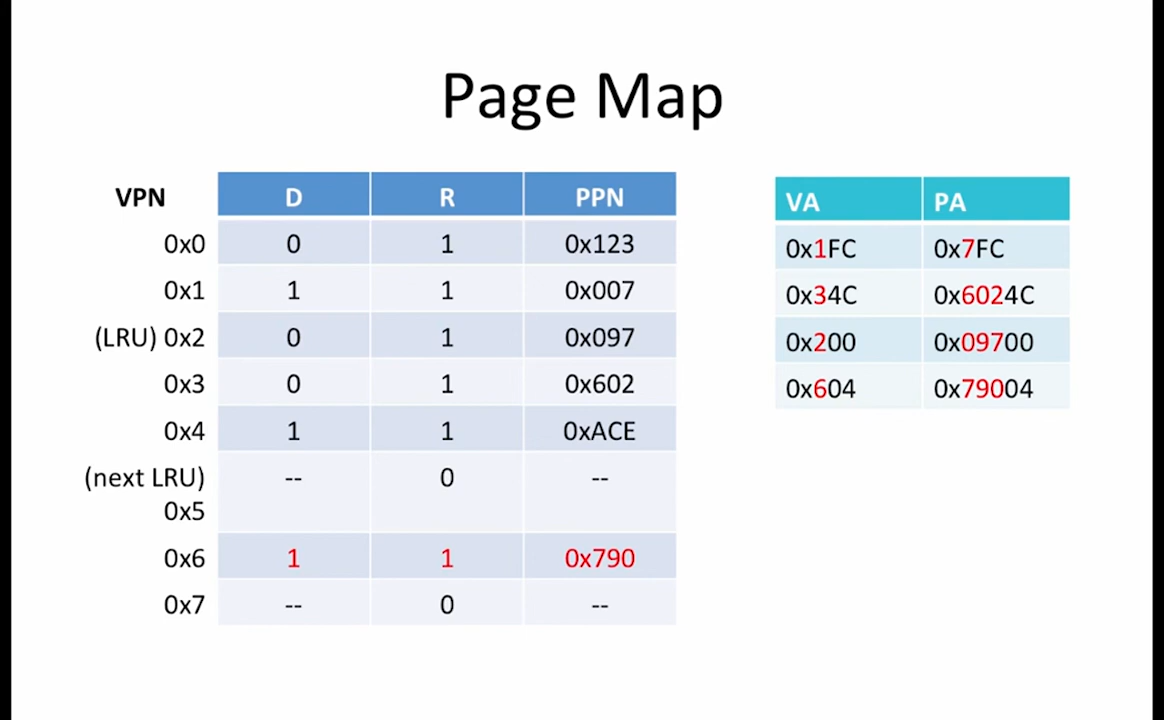 Page Map
VPN D R PPN
0x0 0 1 0x123
0x1 1 1 0x007
(LRU) 0x2 0 1 0x097
0x3 0 1 0x602
0x4 1 1 0xACE
(next LRU) -- 0 --
0x5
0x6 1 1 0x790
0x7 -- 0 --
VA PA
0x1FC 0x7FC
0x34C 0x6024C
0x200 0x09700
0x604 0x79004